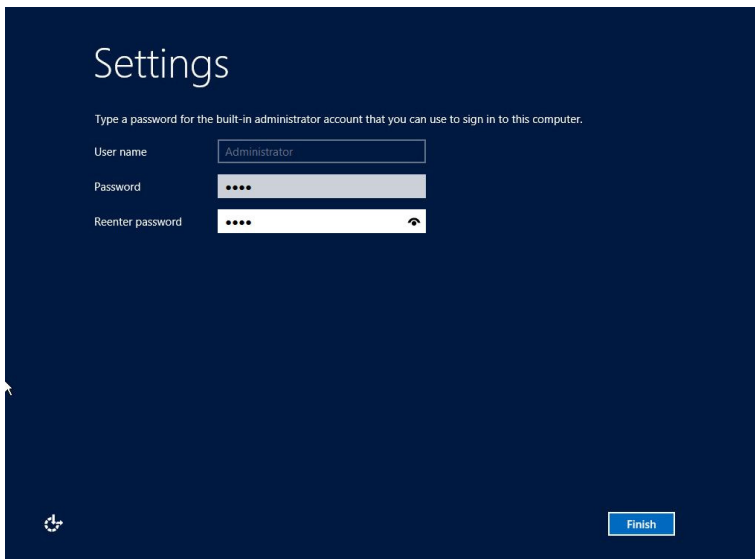 Settings
Type a password for the built-in administrator account that you can use to sign in to this computer.
User name Administrator
Password ••••
Reenter password ••••
Finish